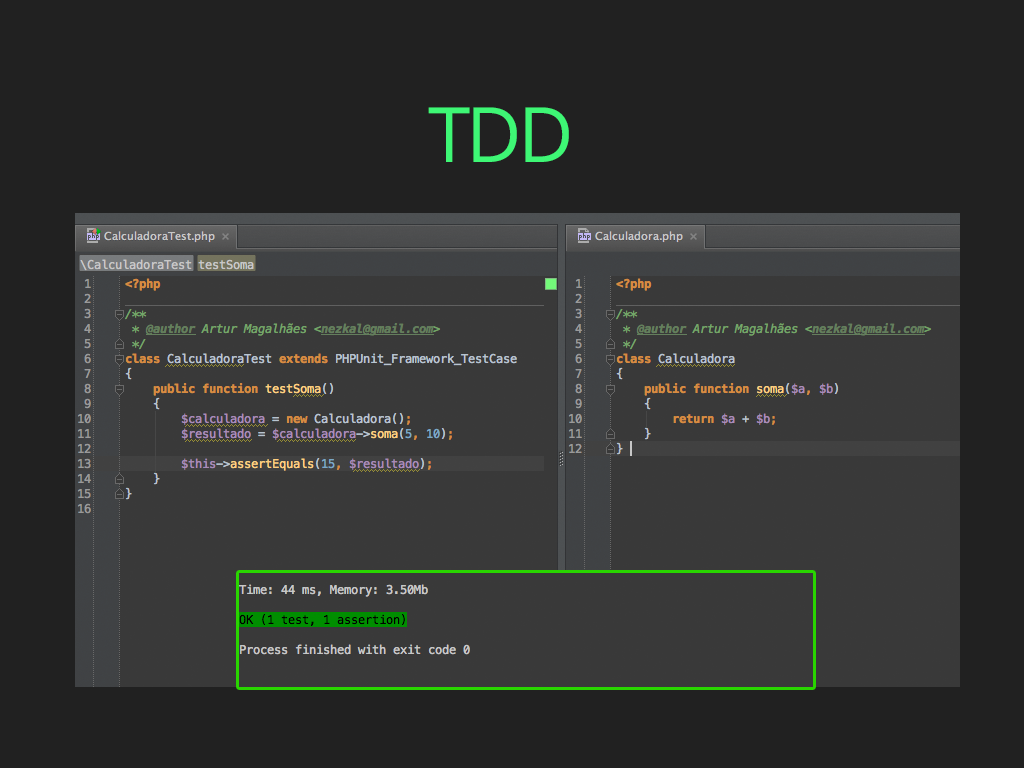 TDD
CalculadoraTest.php
\CalculadoraTest testSoma
1 <?php
2
3 /**
4 * @author Artur Magalhães <nezkal@gmail.com>
5 */
6 class CalculadoraTest extends PHPUnit_Framework_TestCase
7 {
8 public function testSoma()
9 {
10 $calculadora = new Calculadora();
11 $resultado = $calculadora->soma(5, 10);
12
13 $this->assertEquals(15, $resultado);
14 }
15 }
16
Calculadora.php
1 <?php
2
3 /**
4 * @author Artur Magalhães <nezkal@gmail.com>
5 */
6 class Calculadora
7 {
8 public function soma($a, $b)
9 {
10 return $a + $b;
11 }
12 }
Time: 44 ms, Memory: 3.50Mb
OK (1 test, 1 assertion)
Process finished with exit code 0